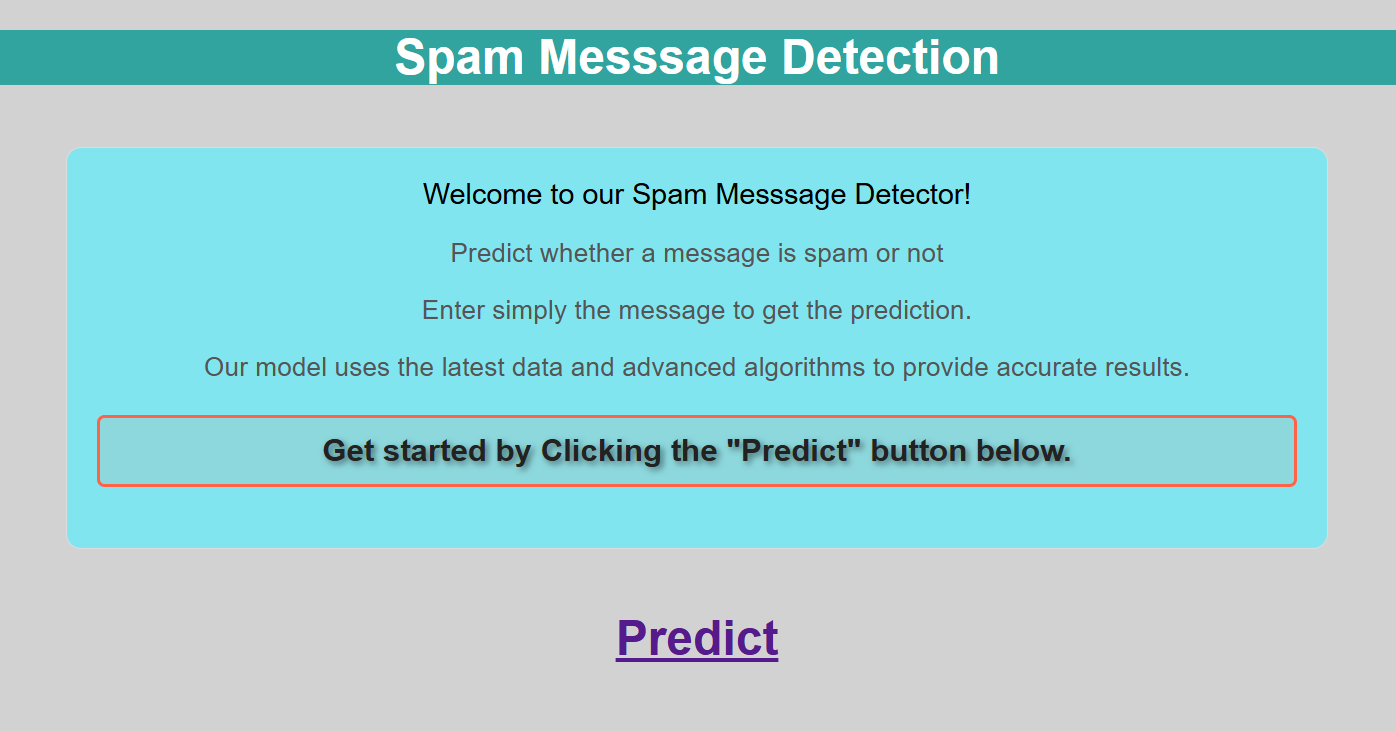 Spam Messsage Detection
Welcome to our Spam Messsage Detector!
Predict whether a message is spam or not
Enter simply the message to get the prediction.
Our model uses the latest data and advanced algorithms to provide accurate results.
Get started by Clicking the "Predict" button below.
Predict